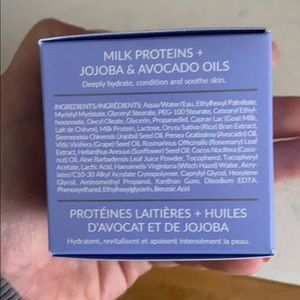 MILK PROTEINS +
JOJOBA & AVOCADO OILS
Deeply hydrate, condition and soothe skin.
INGREDIENTS/INGRÉDIENTS: Aqua/Water/Eau, Ethylhexyl Palmitate,
Myristyl Myristate, Glyceryl Stearate, PEG-100 Stearate, Cetearyl Ethyl-
hexanoate, Decyl Oleate, Glycerin, Propanediol, Caprae Lac (Goat Milk,
Lait de Chèvre), Milk Protein, Lactose, Oryza Sativa (Rice) Bran Extract,
Simmondsia Chinensis (Jojoba) Seed Oil, Persea Gratissima (Avocado) Oil,
Vitis Vinifera (Grape) Seed Oil, Rosmarinus Officinalis (Rosemary) Leaf
Extract, Helianthus Annuus (Sunflower) Seed Oil, Cocos Nucifera (Coco-
nut) Oil, Aloe Barbadensis Leaf Juice Powder, Tocopherol, Tocopheryl
Acetate, Lactic Acid, Hamamelis Virginiana (Witch Hazel) Water, Acry-
lates/C10-30 Alkyl Acrylate Crosspolymer, Caprylyl Glycol, Hexylene
Glycol, Aminomethyl Propanol, Xanthan Gum, Disodium EDTA,
Phenoxyethanol, Ethylhexylglycerin, Benzoic Acid
PROTÉINES LAITIÈRES + HUILES
D'AVOCAT ET DE JOJOBA
Hydratent, revitalisent et apaisent intensément la peau.